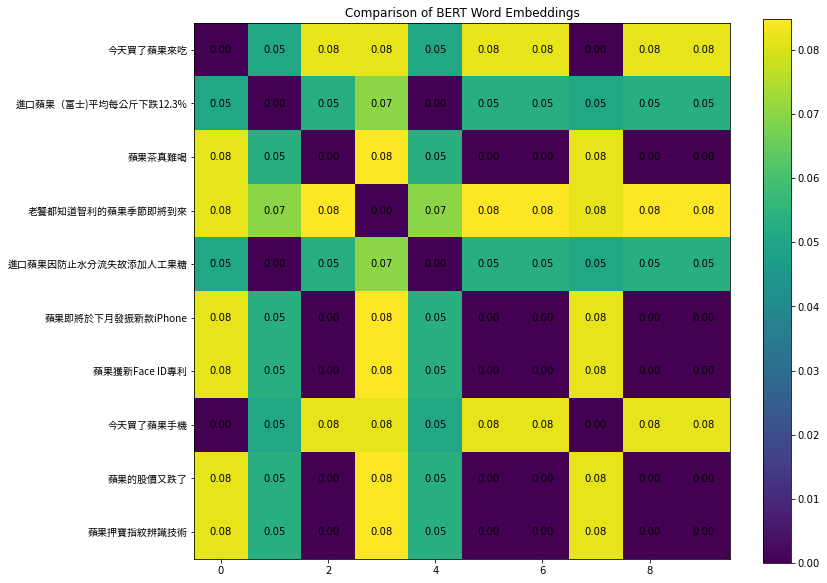 Comparison of BERT Word Embeddings
今天買了蘋果來吃 0.00 0.05 0.08 0.08 0.05 0.08 0.08 0.00 0.08 0.08
進口蘋果（富士)平均每公斤下跌12.3% 0.05 0.00 0.05 0.07 0.00 0.05 0.05 0.05 0.05 0.05
蘋果茶真難喝 0.08 0.05 0.00 0.08 0.05 0.00 0.00 0.08 0.00 0.00
老饕都知道智利的蘋果季節即將到來 0.08 0.07 0.08 0.00 0.07 0.08 0.08 0.08 0.08 0.08
進口蘋果因防止水分流失故添加人工果糖 0.05 0.00 0.05 0.07 0.00 0.05 0.05 0.05 0.05 0.05
蘋果即將於下月發振新款iPhone 0.08 0.05 0.00 0.08 0.05 0.00 0.00 0.08 0.00 0.00
蘋果獲新Face ID專利 0.08 0.05 0.00 0.08 0.05 0.00 0.00 0.08 0.00 0.00
今天買了蘋果手機 0.00 0.05 0.08 0.08 0.05 0.08 0.08 0.00 0.08 0.08
蘋果的股價又跌了 0.08 0.05 0.00 0.08 0.05 0.00 0.00 0.08 0.00 0.00
蘋果押寶指紋辨識技術 0.08 0.05 0.00 0.08 0.05 0.00 0.00 0.08 0.00 0.00
0 2 4 6 8
0.08
0.07
0.06
0.05
0.04
0.03
0.02
0.01
0.00